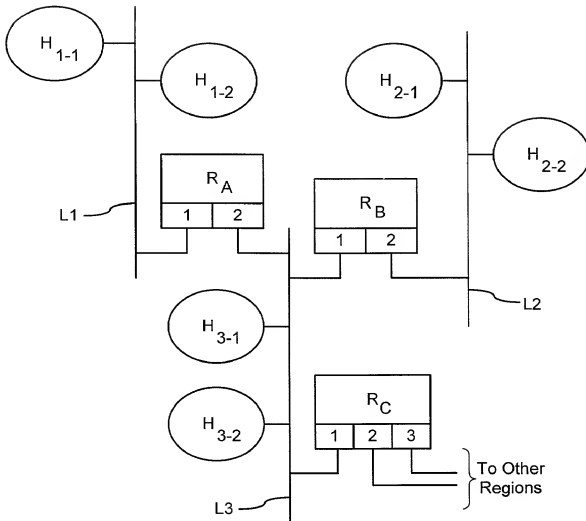 H1-1
H1-2
H2-1
H2-2
RA
1 2
RB
1 2
L1
L2
H3-1
H3-2
RC
1 2 3
To Other
Regions
L3